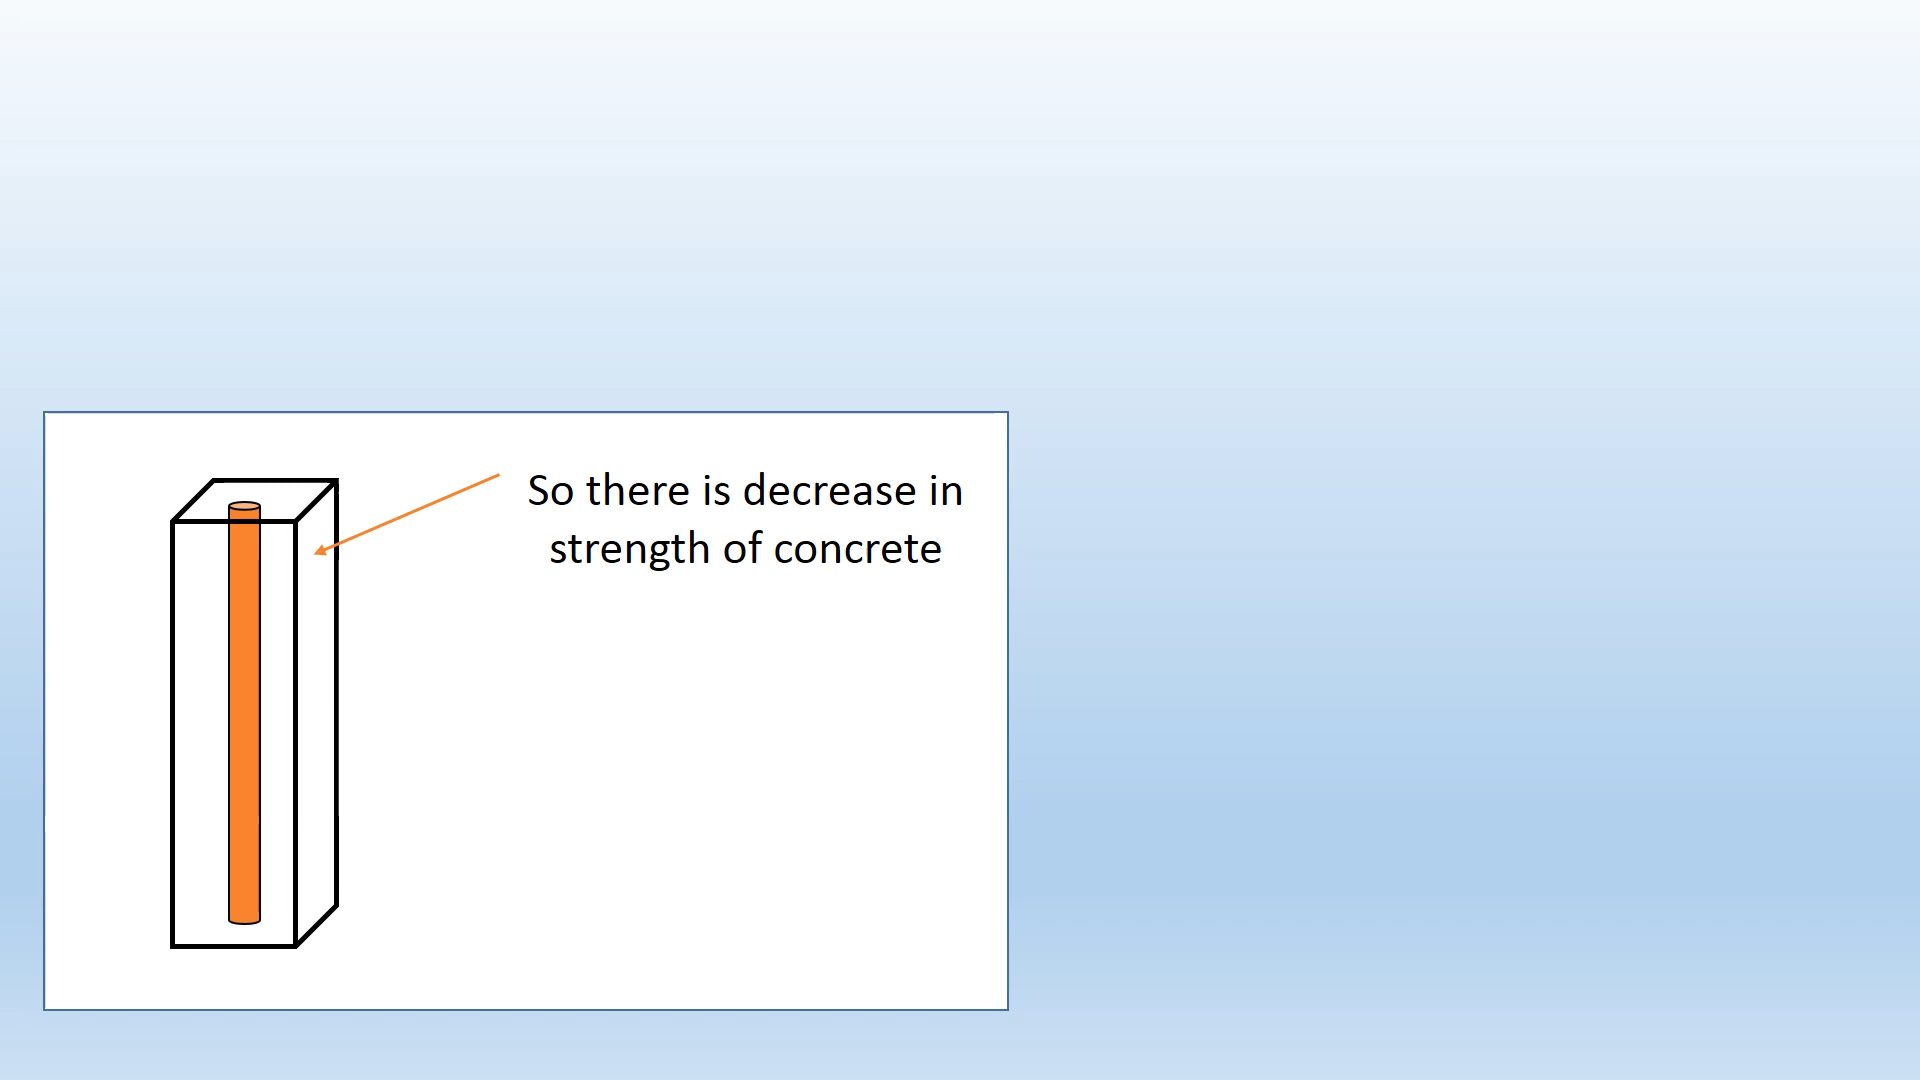 So there is decrease in
strength of concrete